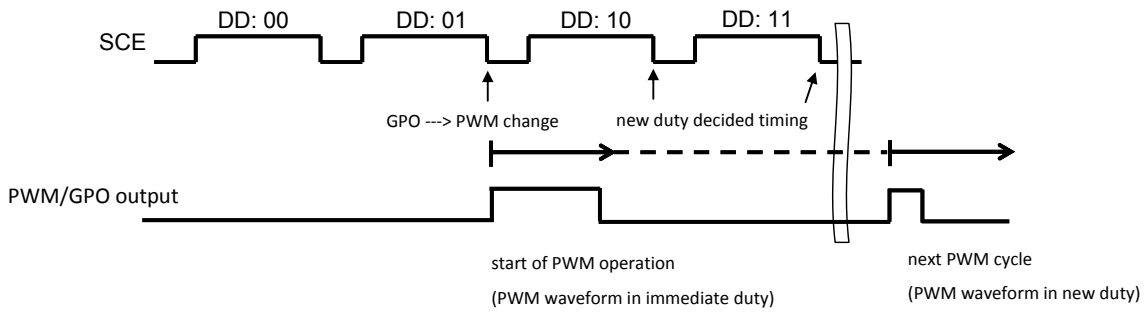 DD: 00 DD: 01 DD: 10 DD: 11
SCE
GPO ---> PWM change new duty decided timing
PWM/GPO output
start of PWM operation
(PWM waveform in immediate duty)
next PWM cycle
(PWM waveform in new duty)